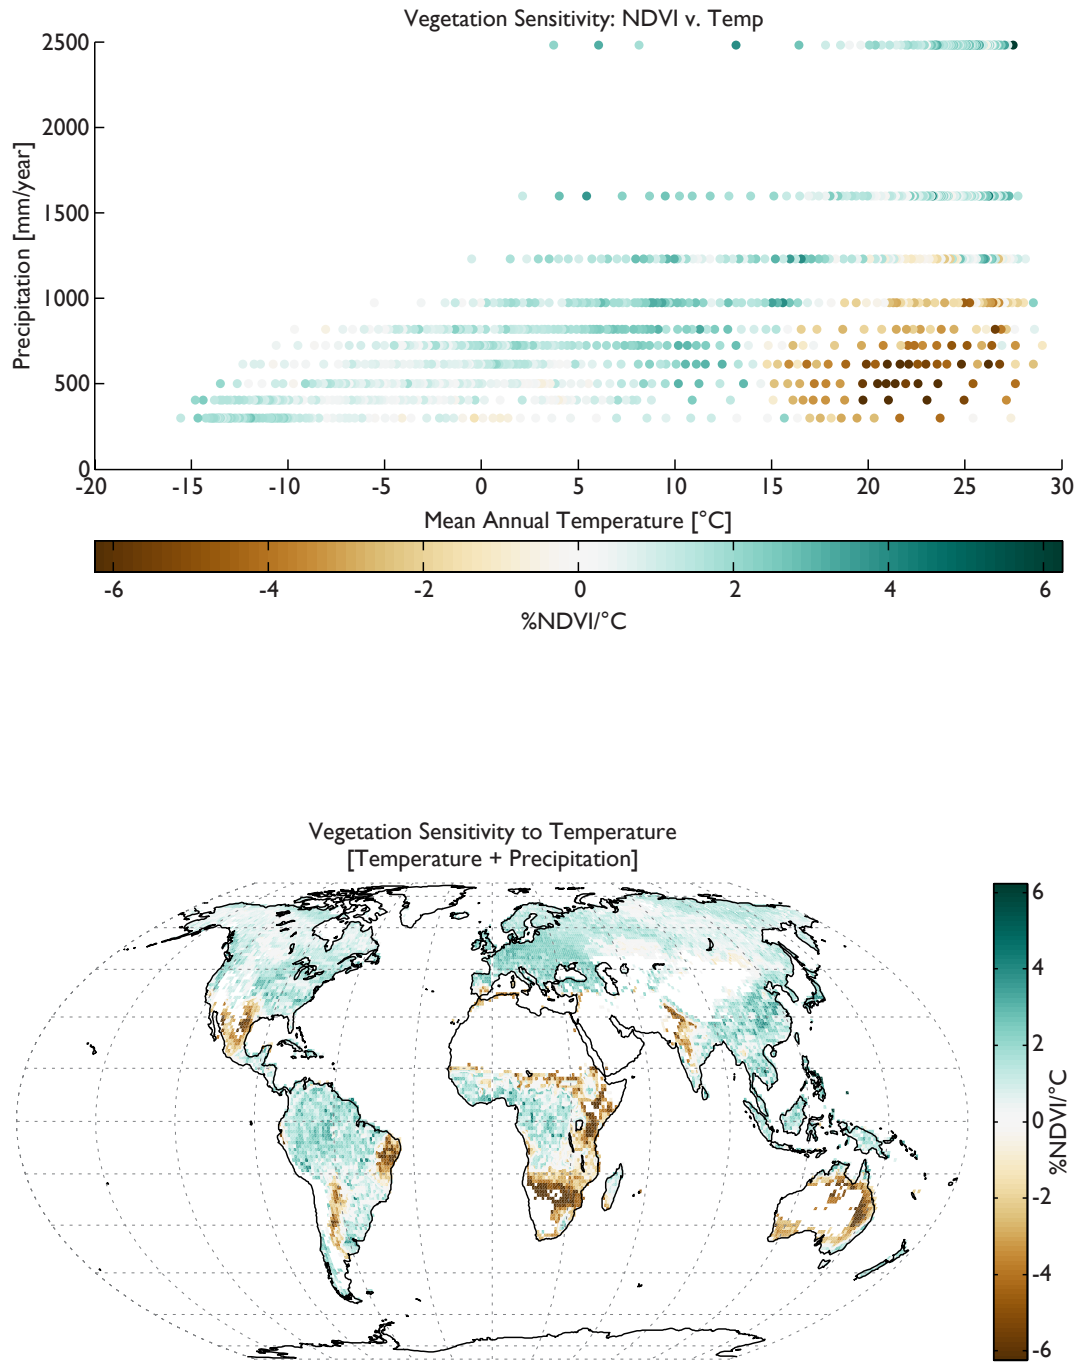 Vegetation Sensitivity: NDVI v. Temp
Precipitation [mm/year]
2500
2000
1500
1000
500
0
-20 -15 -10 -5 0 5 10 15 20 25 30
Mean Annual Temperature [°C]
-6 -4 -2 0 2 4 6
%NDVI/°C
Vegetation Sensitivity to Temperature
[Temperature + Precipitation]
6
4
2
0
-2
-4
-6
%NDVI/°C